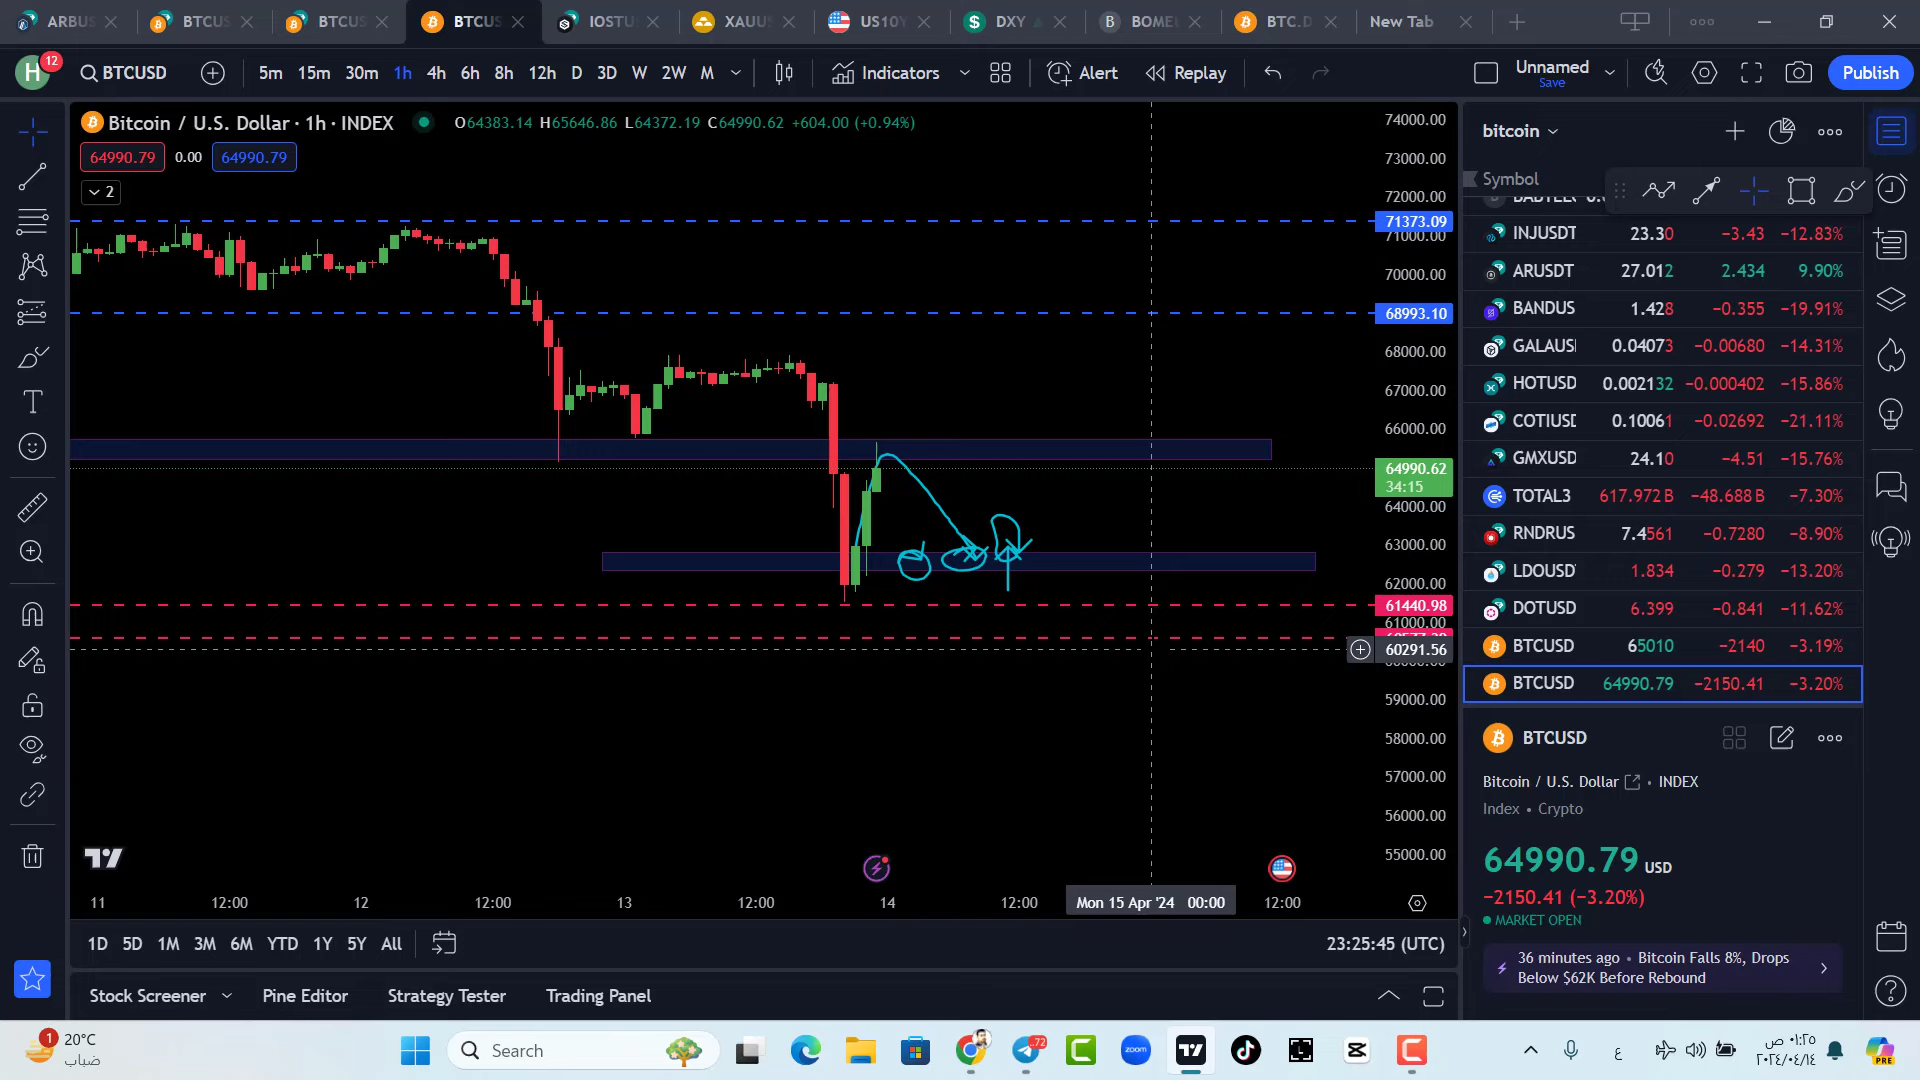 ARBUS BTCUS BTCUS BTCUS IOSTU XAUU US10Y DXY BOMEU BTC.D New Tab
H 12 BTCUSD 5m 15m 30m 1h 4h 6h 8h 12h D 3D W 2W M Indicators Alert Replay Unnamed Save Publish
Bitcoin / U.S. Dollar · 1h · INDEX O64383.14 H65646.86 L64372.19 C64990.62 +604.00 (+0.94%)
64990.79 0.00 64990.79
2
74000.00
73000.00
72000.00
71373.09
71000.00
70000.00
68993.10
68000.00
67000.00
66000.00
64990.62
34:15
64000.00
63000.00
62000.00
61440.98
61000.00
60291.56
59000.00
58000.00
57000.00
56000.00
55000.00
11 12:00 12 12:00 13 12:00 14 12:00 Mon 15 Apr '24 00:00 12:00
1D 5D 1M 3M 6M YTD 1Y 5Y All 23:25:45 (UTC)
Stock Screener Pine Editor Strategy Tester Trading Panel
bitcoin
Symbol
INJUSDT 23.30 −3.43 −12.83%
ARUSDT 27.012 2.434 9.90%
BANDUS 1.428 −0.355 −19.91%
GALAUS 0.04073 −0.00680 −14.31%
HOTUSD 0.002132 −0.000402 −15.86%
COTIUSD 0.10061 −0.02692 −21.11%
GMXUSD 24.10 −4.51 −15.76%
TOTAL3 617.972B −48.688B −7.30%
RNDRUS 7.4561 −0.7280 −8.90%
LDOUSD 1.834 −0.279 −13.20%
DOTUSD 6.399 −0.841 −11.62%
BTCUSD 65010 −2140 −3.19%
BTCUSD 64990.79 −2150.41 −3.20%
BTCUSD
Bitcoin / U.S. Dollar • INDEX
Index • Crypto
64990.79 USD
−2150.41 (−3.20%)
MARKET OPEN
36 minutes ago • Bitcoin Falls 8%, Drops
Below $62K Before Rebound
1 20°C
ضباب
Search
72
zoom
ع
٠١:٢٥ ص
٢٠٢٤/٠٤/١٤
PRE